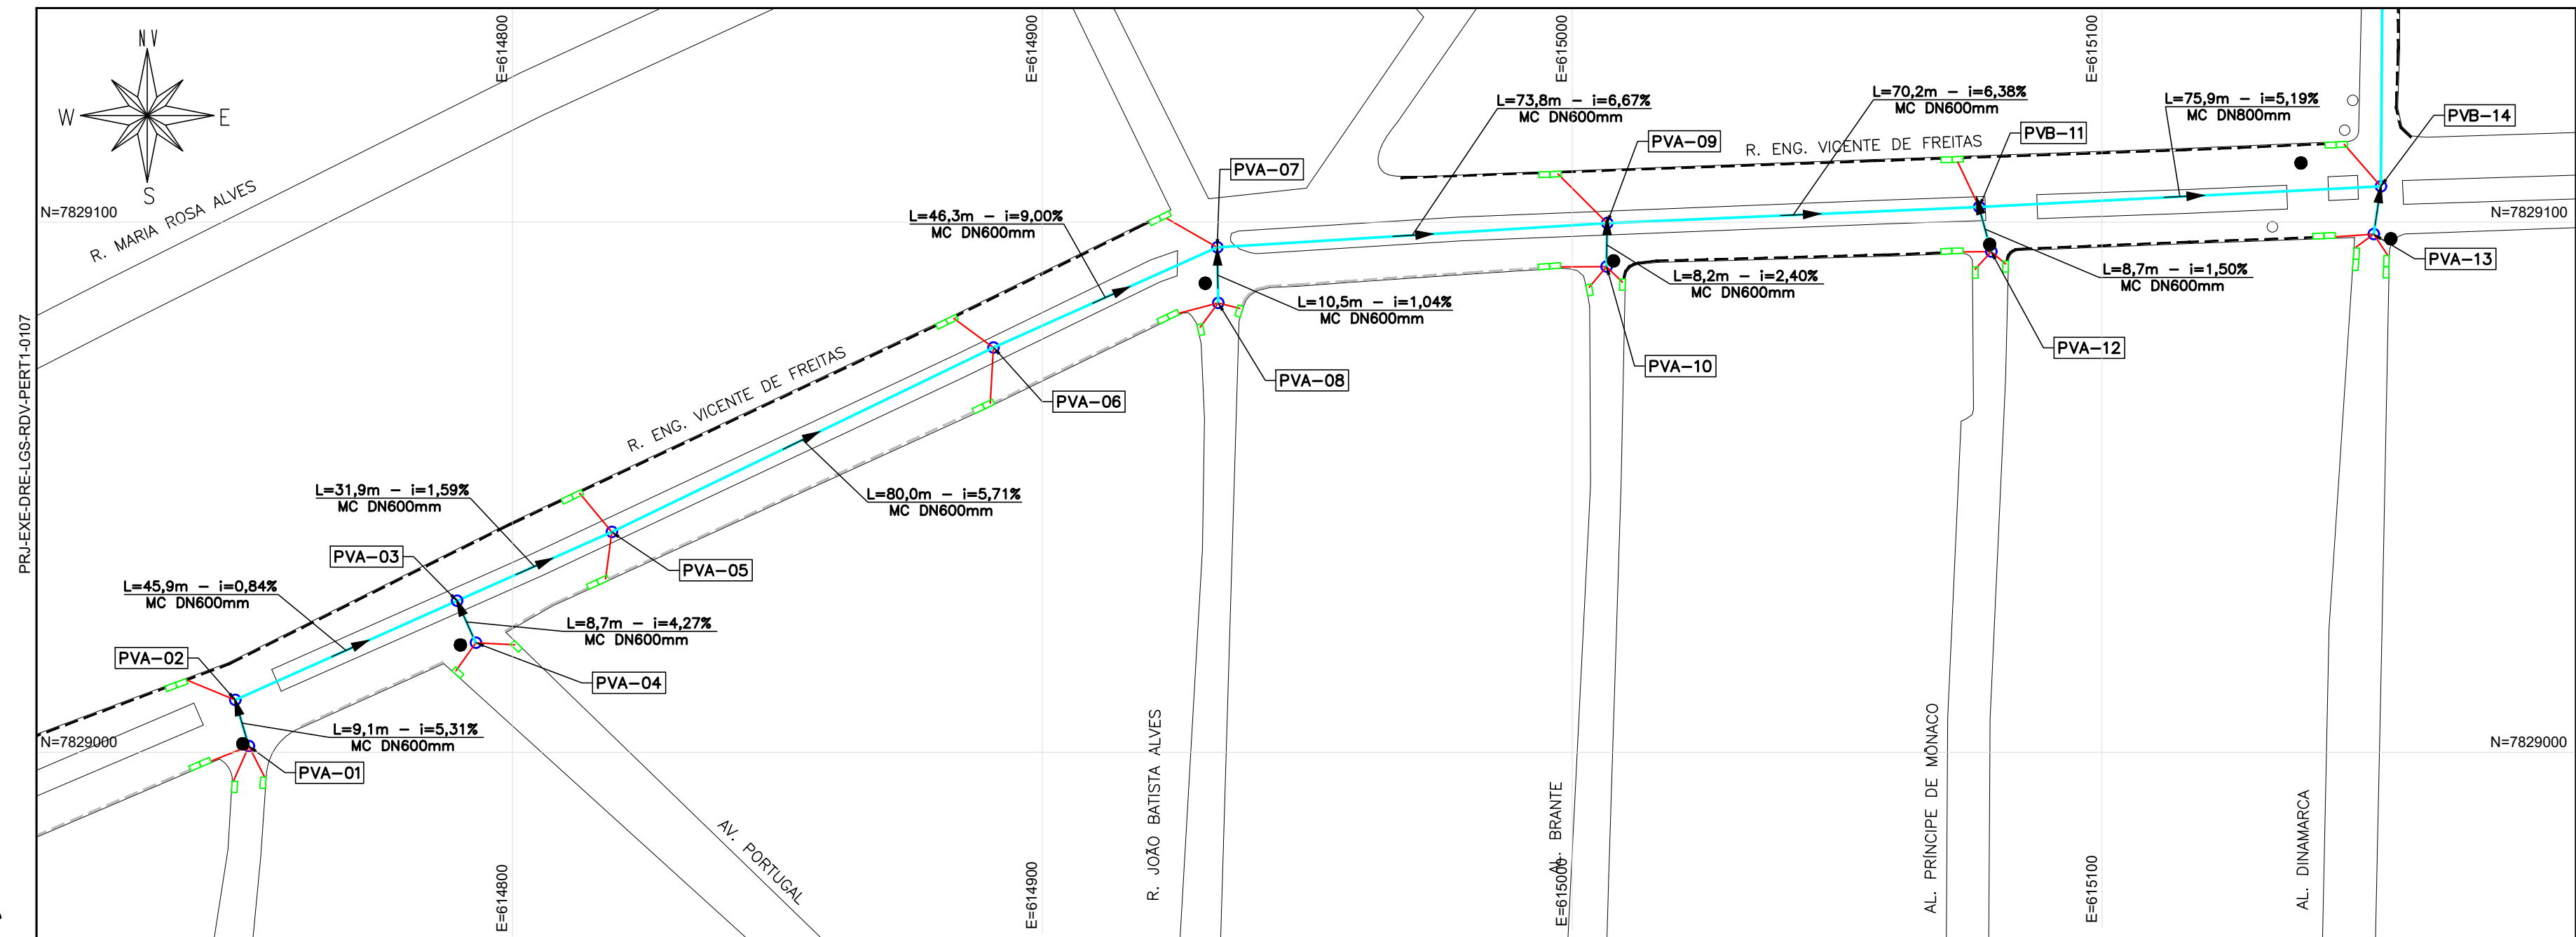 PRJ-EXE-DRE-LGS-RDV-PERT1-0107
NV
W
E
S
E=614800
E=614900
E=615000
E=615100
R. MARIA ROSA ALVES
N=7829100
N=7829100
L=73,8m - i=6,67%
MC DN600mm
L=70,2m - i=6,38%
MC DN600mm
L=75,9m - i=5,19%
MC DN800mm
PVB-14
PVA-09
R. ENG. VICENTE DE FREITAS
PVB-11
PVA-07
L=46,3m - i=9,00%
MC DN600mm
PVA-13
L=8,2m - i=2,40%
MC DN600mm
L=8,7m - i=1,50%
MC DN600mm
L=10,5m - i=1,04%
MC DN600mm
PVA-12
PVA-10
PVA-08
PVA-06
R. ENG. VICENTE DE FREITAS
L=31,9m - i=1,59%
MC DN600mm
L=80,0m - i=5,71%
MC DN600mm
PVA-03
PVA-05
L=45,9m - i=0,84%
MC DN600mm
L=8,7m - i=4,27%
MC DN600mm
PVA-02
PVA-04
L=9,1m - i=5,31%
MC DN600mm
N=7829000
N=7829000
PVA-01
AV. PORTUGAL
R. JOÃO BATISTA ALVES
AL. BRANTE
AL. PRÍNCIPE DE MÔNACO
AL. DINAMARCA
E=614800
E=614900
E=615000
E=615100